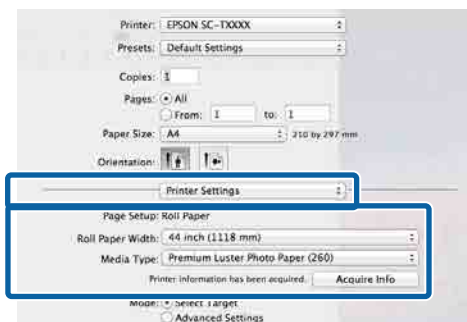 Printer: EPSON SC-TXXXX
Presets: Default Settings
Copies: 1
Pages: All
From: 1 to: 1
Paper Size: A4 210 by 297 mm
Orientation:
Printer Settings
Page Setup: Roll Paper
Roll Paper Width: 44 inch (1118 mm)
Media Type: Premium Luster Photo Paper (260)
Printer information has been acquired. Acquire Info
Mode: Select Target
Advanced Settings